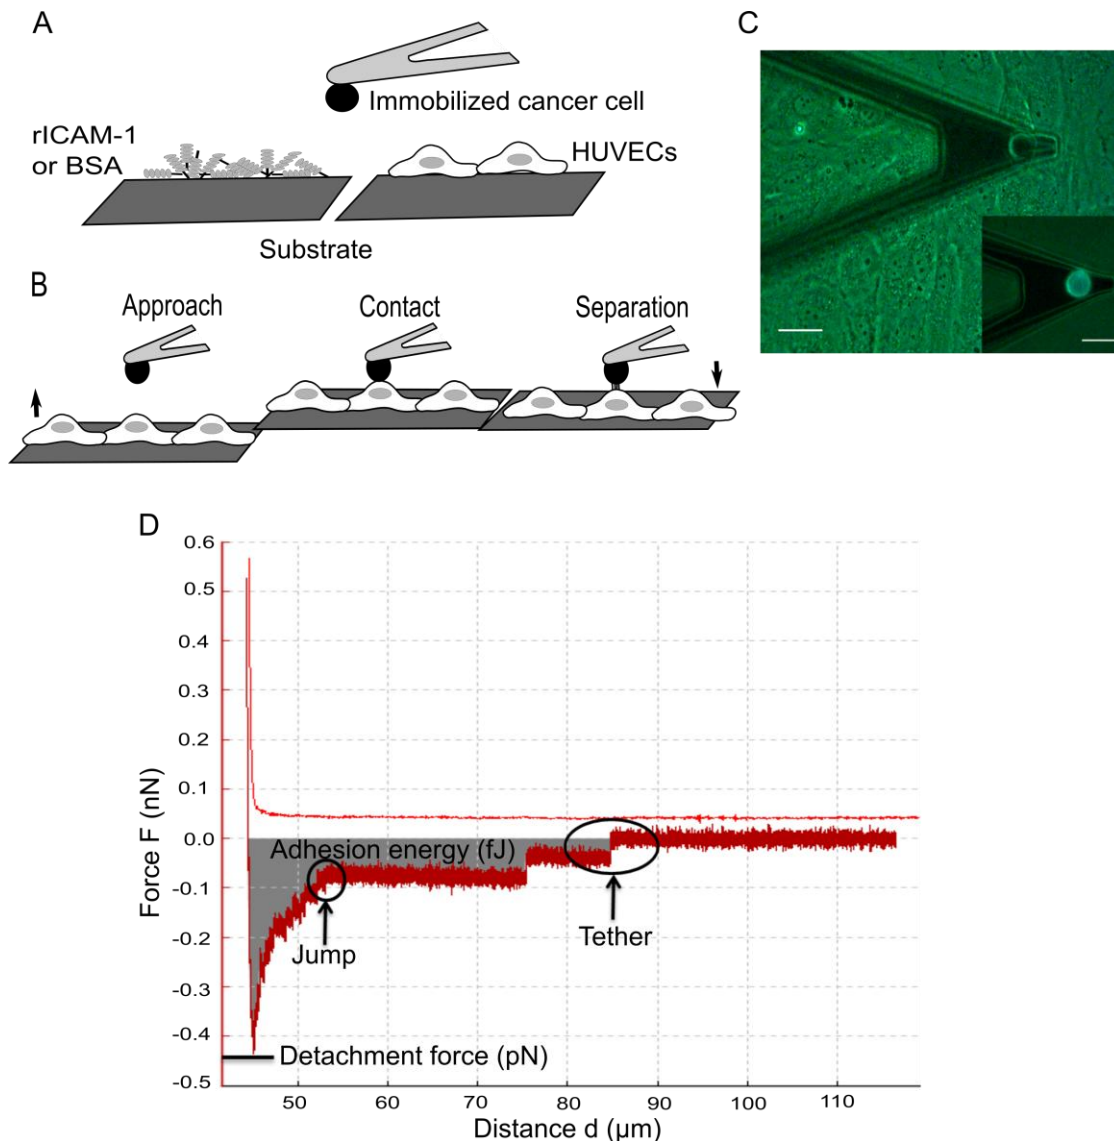 A
C
Immobilized cancer cell
rICAM-1
or BSA
HUVECs
Substrate
B
Approach
Contact
Separation
D
0.6
0.5
0.4
0.3
0.2
0.1
0.0
-0.1
-0.2
-0.3
-0.4
-0.5
Force F (nN)
Adhesion energy (fJ)
Jump
Tether
Detachment force (pN)
50
60
70
80
90
100
110
Distance d (µm)